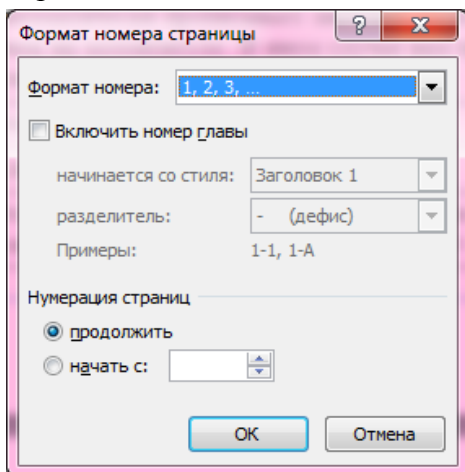 Формат номера страницы
Формат номера: 1, 2, 3, ...
Включить номер главы
начинается со стиля: Заголовок 1
разделитель: - (дефис)
Примеры: 1-1, 1-A
Нумерация страниц
продолжить
начать с:
ОК Отмена